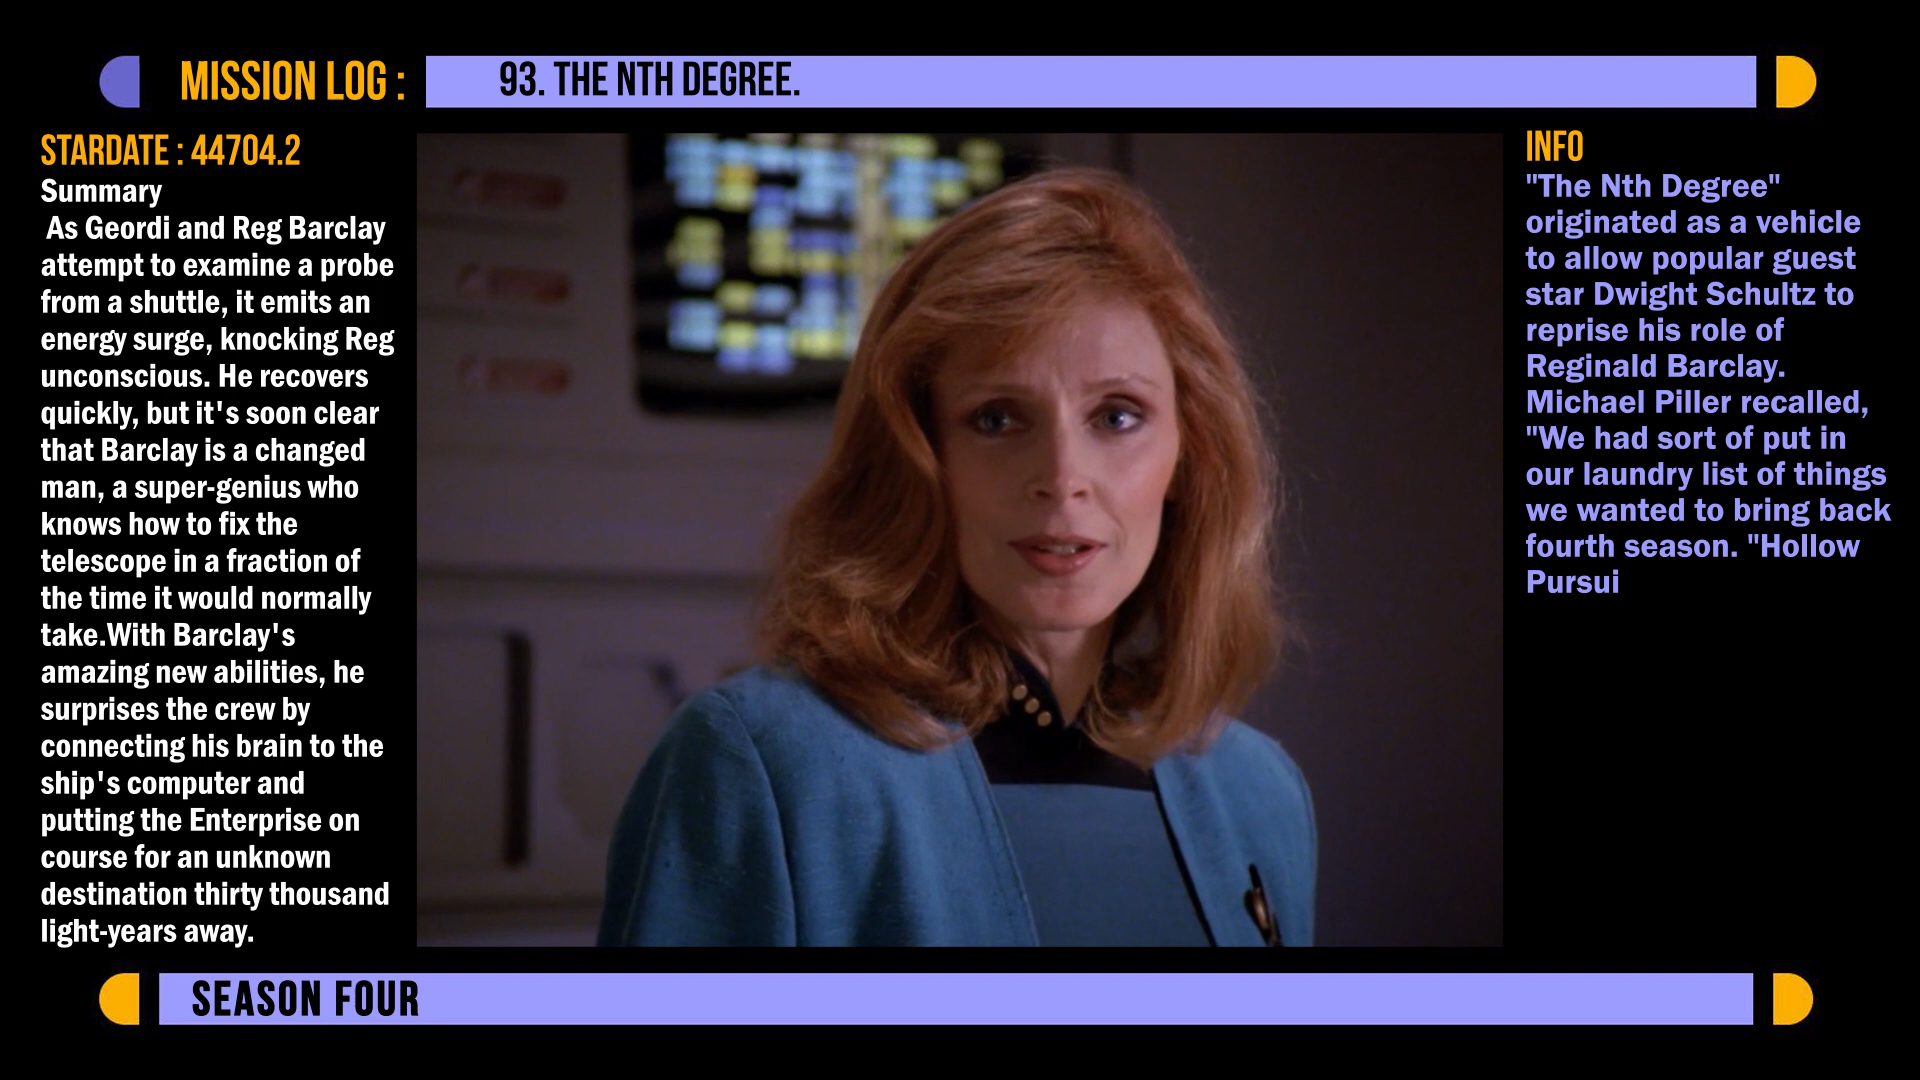 MISSION LOG :
93. THE NTH DEGREE.
STARDATE : 44704.2
Summary
As Geordi and Reg Barclay
attempt to examine a probe
from a shuttle, it emits an
energy surge, knocking Reg
unconscious. He recovers
quickly, but it's soon clear
that Barclay is a changed
man, a super-genius who
knows how to fix the
telescope in a fraction of
the time it would normally
take.With Barclay's
amazing new abilities, he
surprises the crew by
connecting his brain to the
ship's computer and
putting the Enterprise on
course for an unknown
destination thirty thousand
light-years away.
INFO
"The Nth Degree"
originated as a vehicle
to allow popular guest
star Dwight Schultz to
reprise his role of
Reginald Barclay.
Michael Piller recalled,
"We had sort of put in
our laundry list of things
we wanted to bring back
fourth season. "Hollow
Pursui
SEASON FOUR